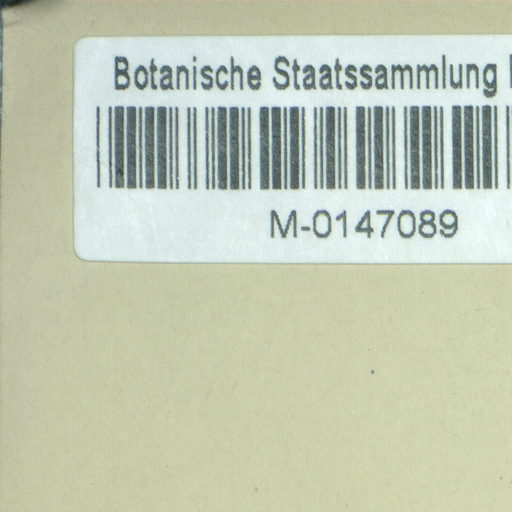 Botanische Staatssammlung
M-0147089